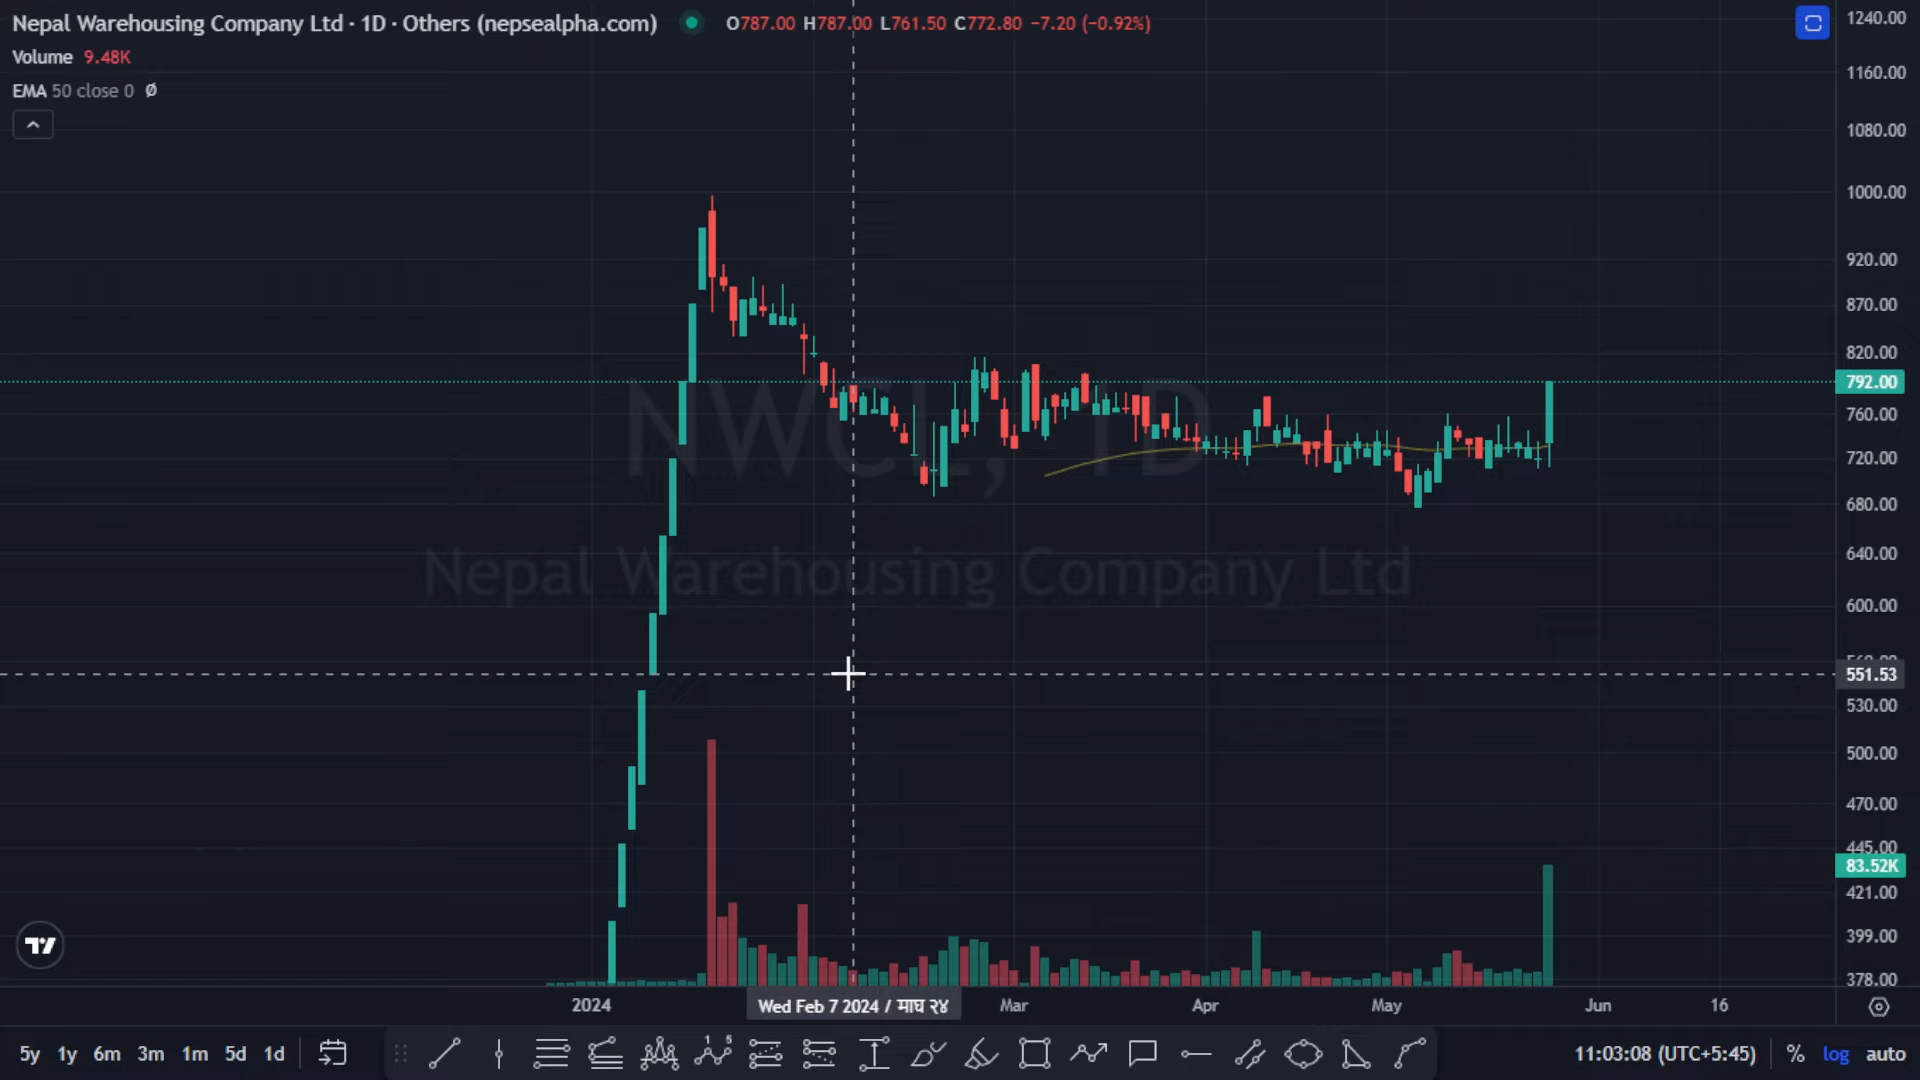 Nepal Warehousing Company Ltd · 1D · Others (nepsealpha.com) O787.00 H787.00 L761.50 C772.80 −7.20 (−0.92%)
Volume 9.48K
EMA 50 close 0 Ø
1240.00
1160.00
1080.00
1000.00
920.00
870.00
820.00
792.00
760.00
720.00
680.00
640.00
600.00
551.53
530.00
500.00
470.00
445.00
83.52K
421.00
399.00
378.00
NWCL, 1D
Nepal Warehousing Company Ltd
2024 Wed Feb 7 2024 / माघ २४ Mar Apr May Jun 16
5y 1y 6m 3m 1m 5d 1d 11:03:08 (UTC+5:45) % log auto